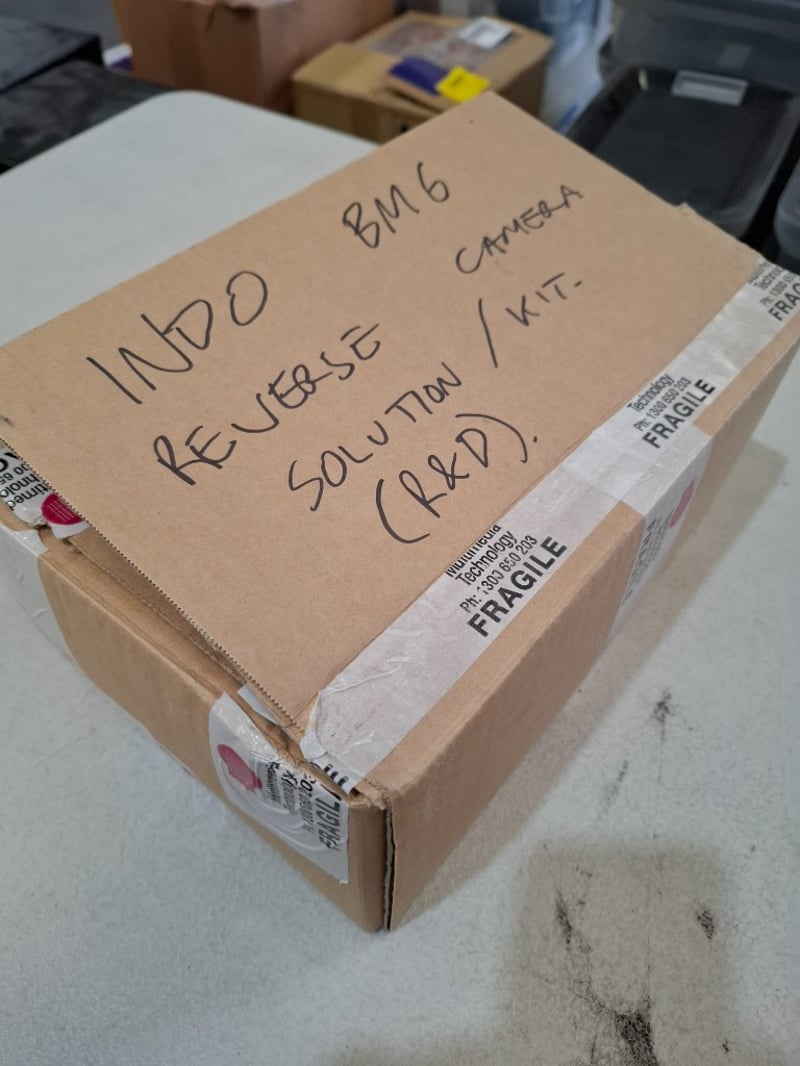 INDO BM6
REVERSE CAMERA
SOLUTION / KIT.
(R&D).
Technology
Ph: 1300 650 203
FRAGILE
Multimedia
Technology
Ph: 1300 650 203
FRAGILE
FRAGILE